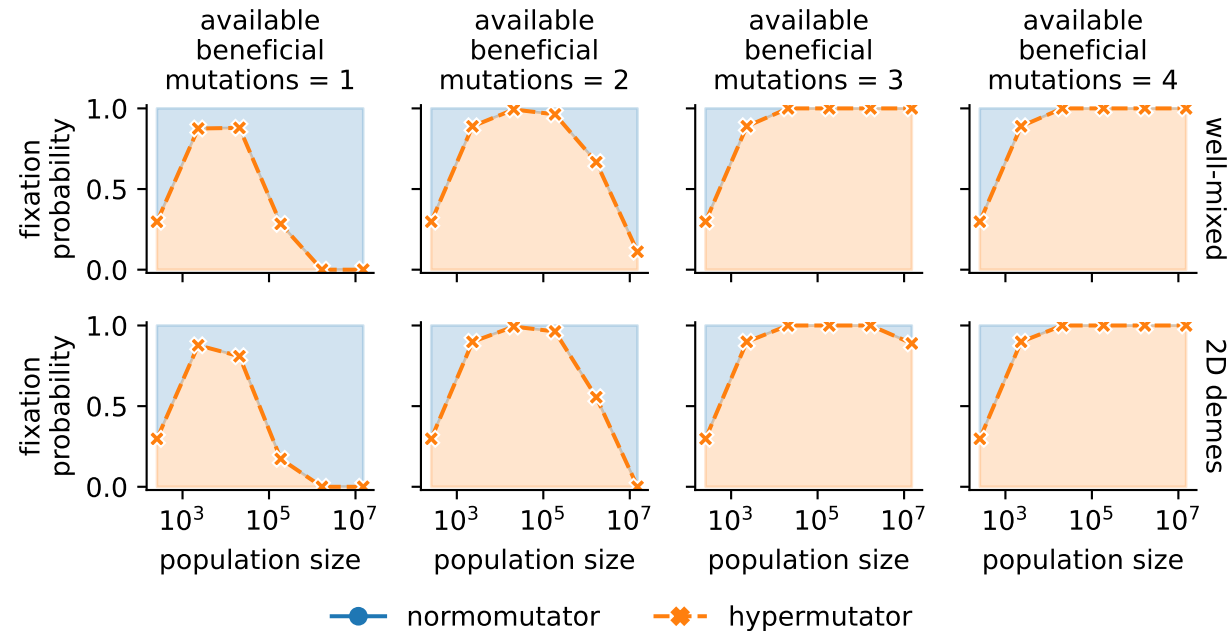 available
beneficial
mutations = 1
available
beneficial
mutations = 2
available
beneficial
mutations = 3
available
beneficial
mutations = 4
fixation
probability
1.0
0.5
0.0
well-mixed
fixation
probability
1.0
0.5
0.0
2D demes
10³ 10⁵ 10⁷
10³ 10⁵ 10⁷
10³ 10⁵ 10⁷
10³ 10⁵ 10⁷
population size
population size
population size
population size
normomutator
hypermutator